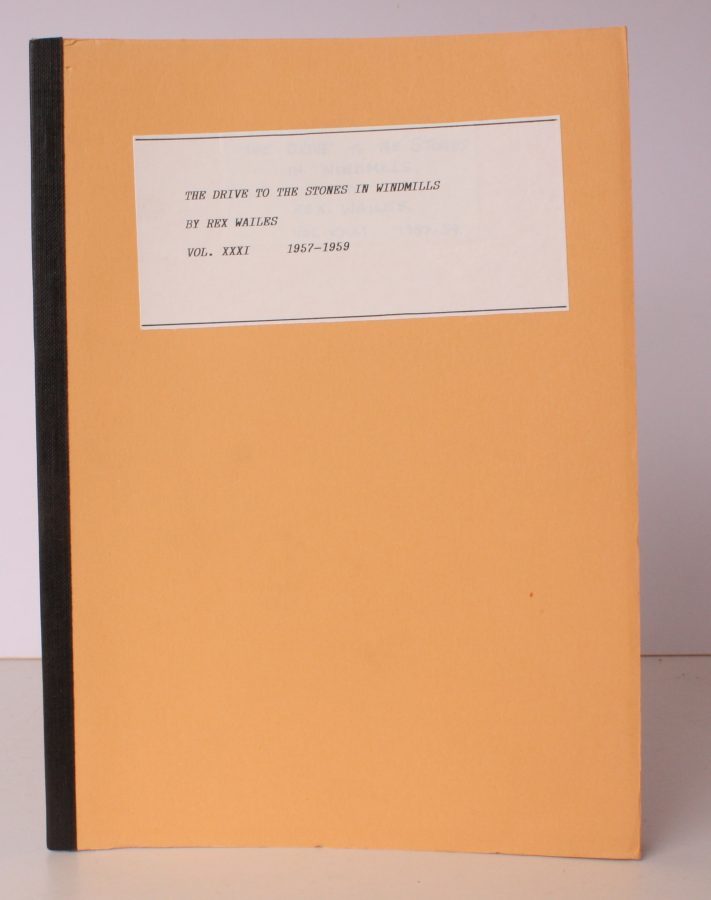 THE DRIVE TO THE STONES IN WINDMILLS
BY REX WAILES
VOL. XXXI 1957-1959